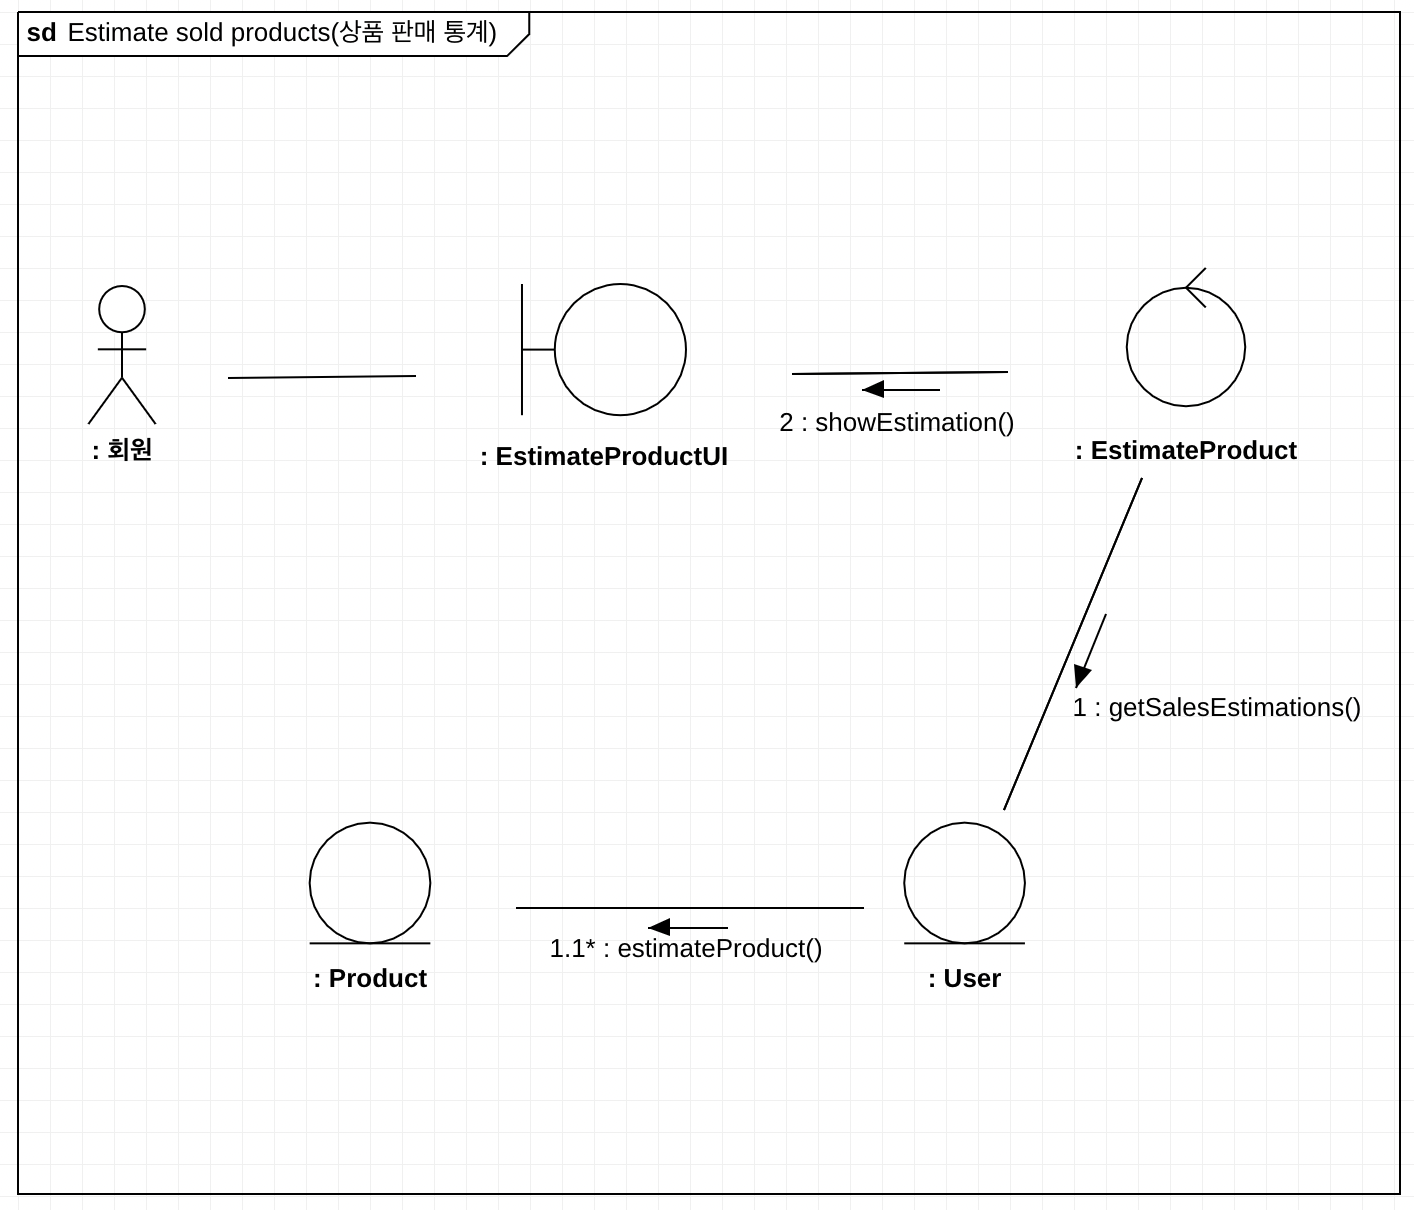 sd Estimate sold products(상품 판매 통계)
: 회원
: EstimateProductUI
2 : showEstimation()
: EstimateProduct
1 : getSalesEstimations()
1.1* : estimateProduct()
: Product
: User